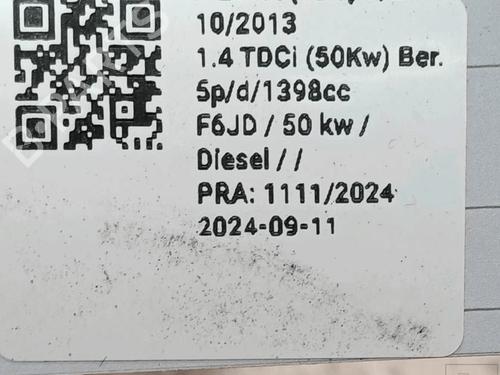 10/2013
1.4 TDCi (50Kw) Ber.
5p/d/1398cc
F6JD / 50 kw /
Diesel / /
PRA: 1111/2024
2024-09-11